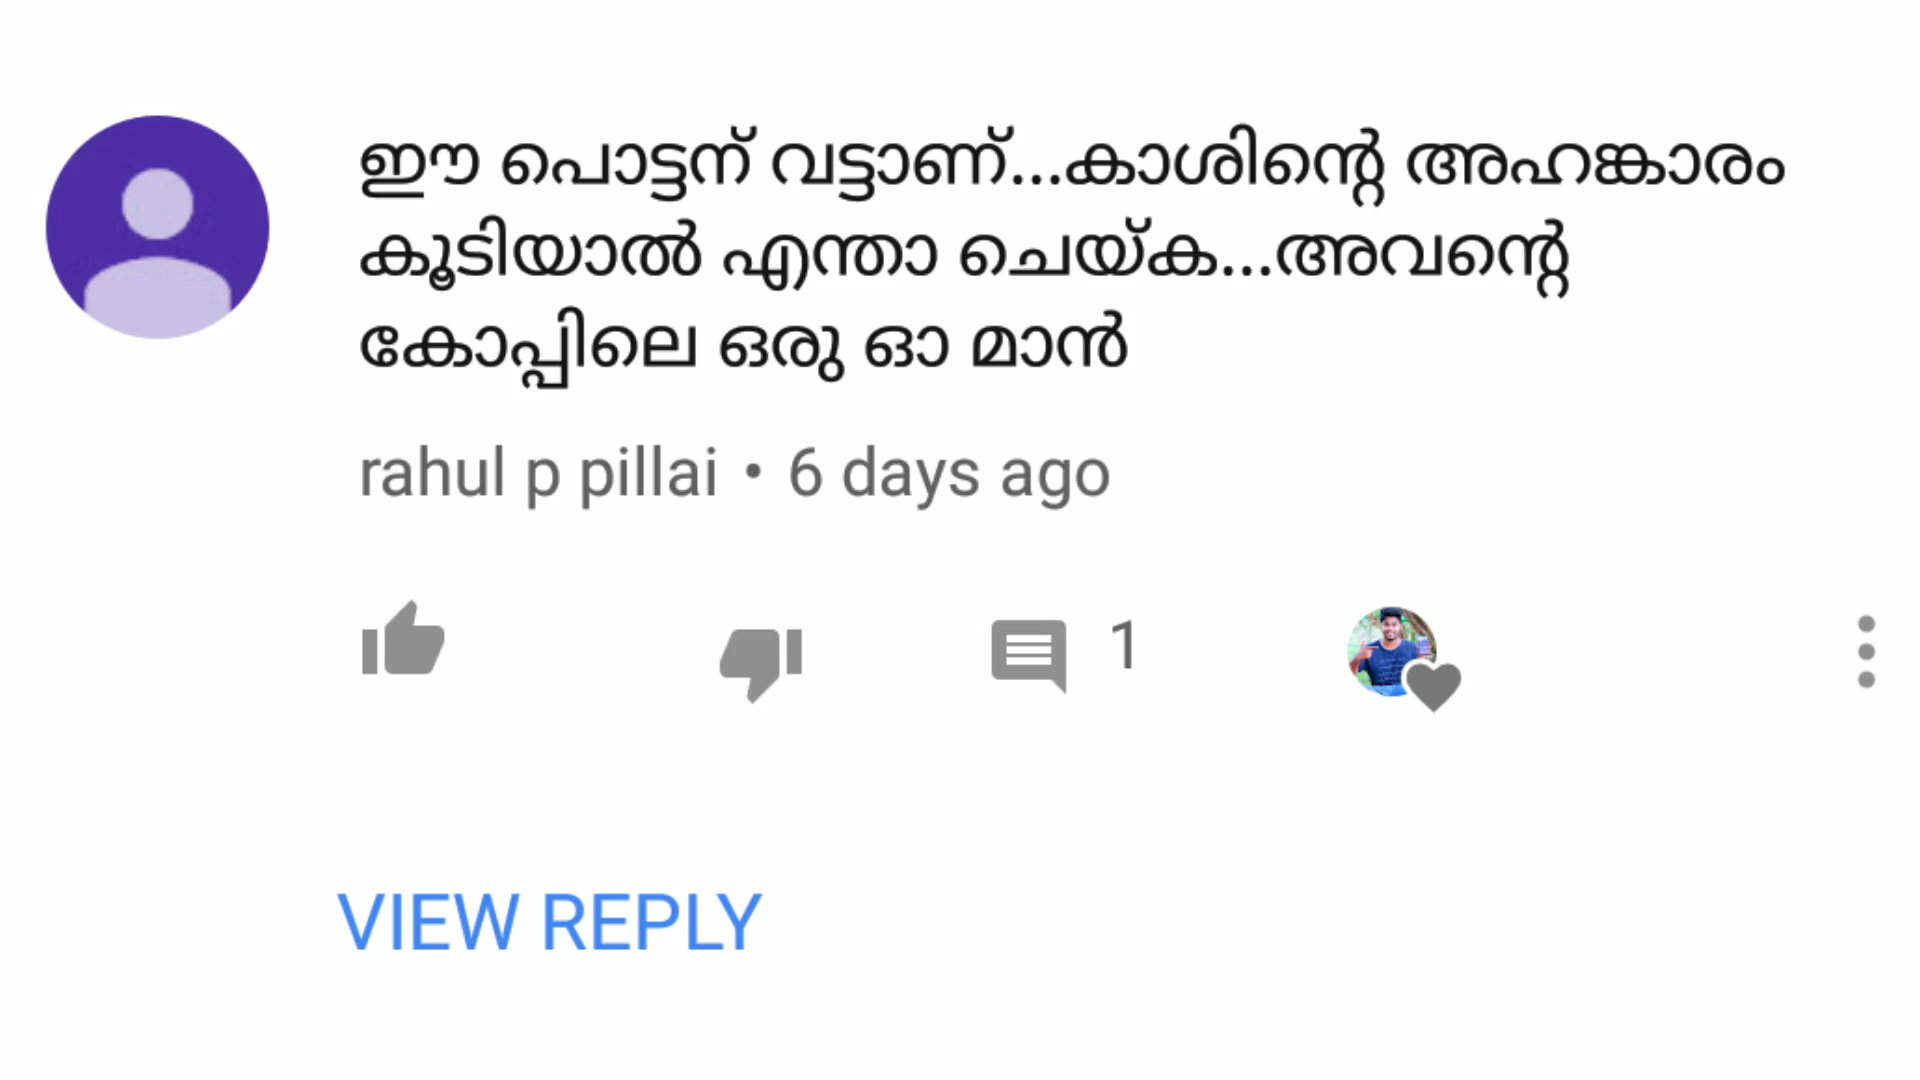 ഈ പൊട്ടന് വട്ടാണ്...കാശിന്റെ അഹങ്കാരം
കൂടിയാൽ എന്താ ചെയ്ക...അവന്റെ
കോപ്പിലെ ഒരു ഓ മാൻ
rahul p pillai • 6 days ago
1
VIEW REPLY